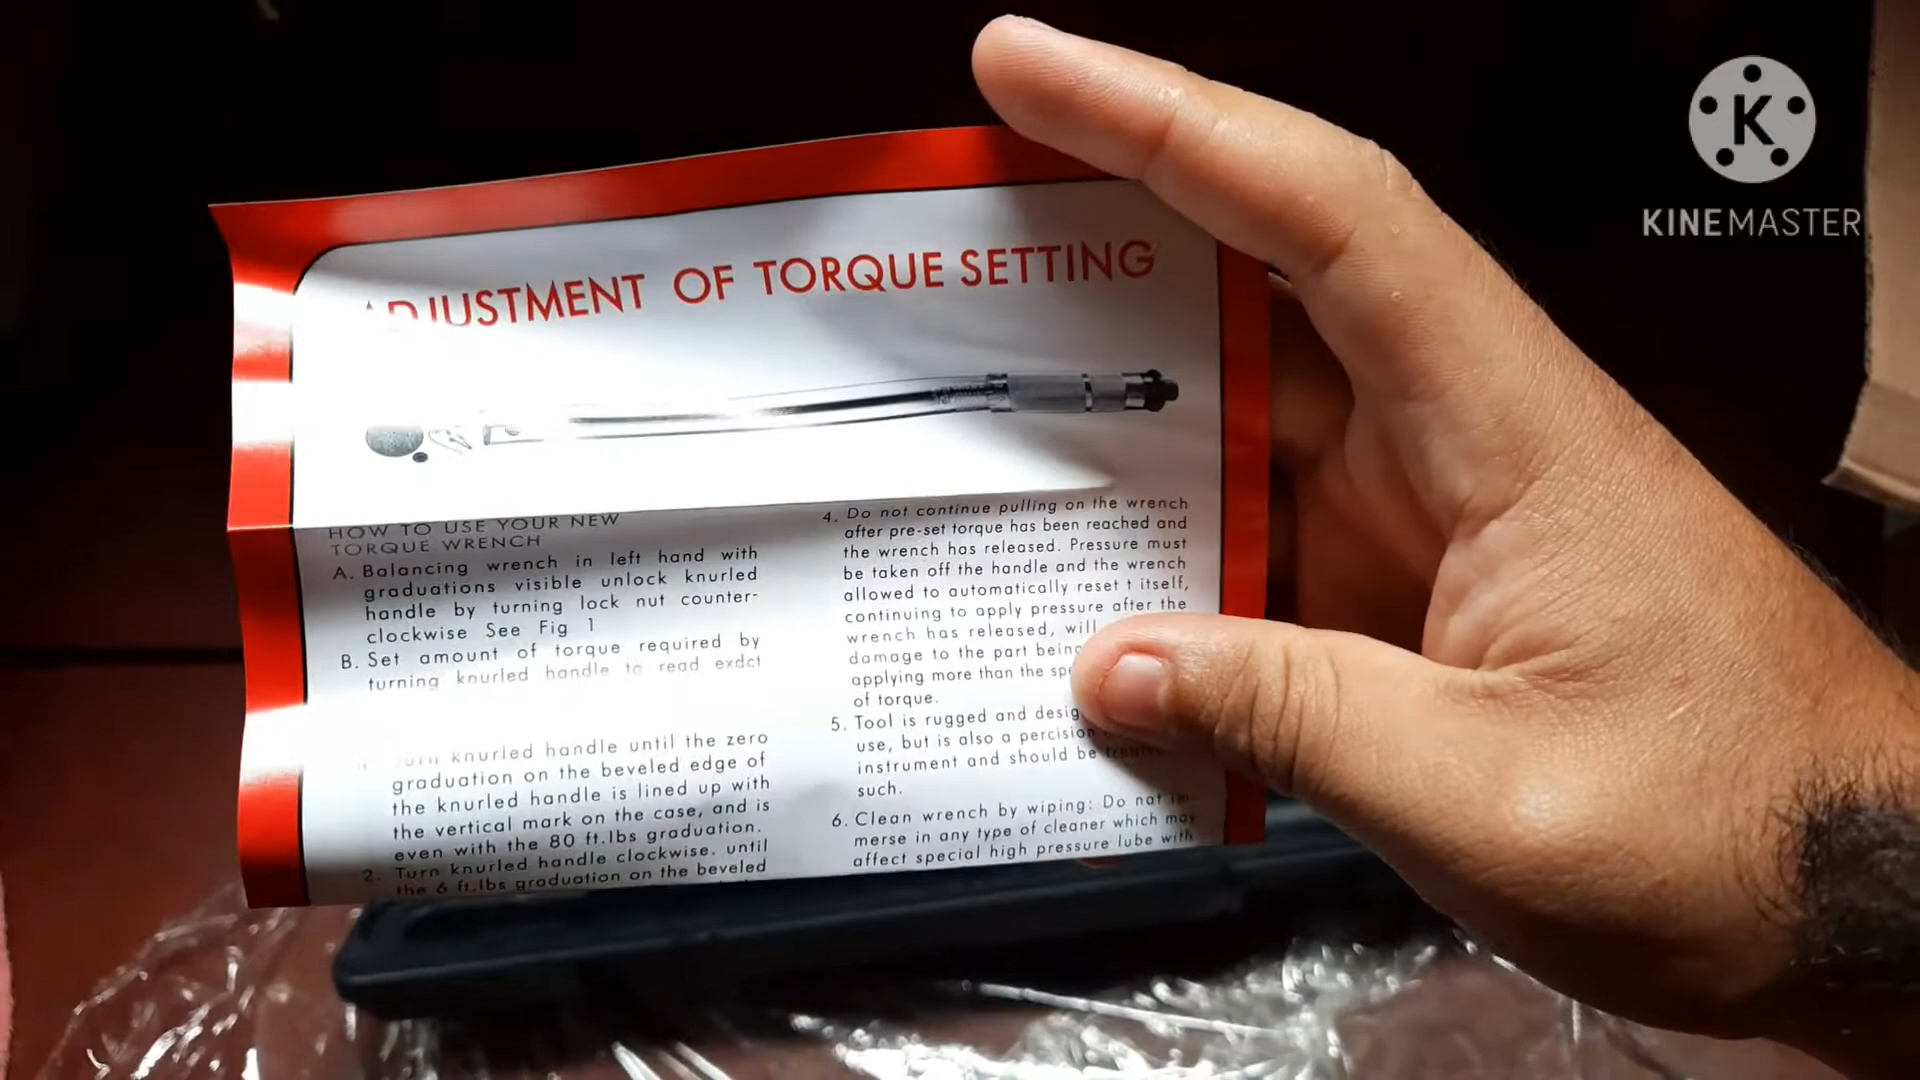 ADJUSTMENT OF TORQUE SETTING
HOW TO USE YOUR NEW
TORQUE WRENCH
A. Balancing wrench in left hand with
graduations visible unlock knurled
handle by turning lock nut counter-
clockwise See Fig 1
B. Set amount of torque required by
turning knurled handle to read exdct
Turn knurled handle until the zero
graduation on the beveled edge of
the knurled handle is lined up with
the vertical mark on the case, and is
even with the 80 ft.lbs graduation.
2. Turn knurled handle clockwise. until
the 6 ft.lbs graduation on the beveled
4. Do not continue pulling on the wrench
after pre-set torque has been reached and
the wrench has released. Pressure must
be taken off the handle and the wrench
allowed to automatically reset t itself,
continuing to apply pressure after the
wrench has released, will
damage to the part being
applying more than the
of torque.
5. Tool is rugged and
use, but is also a percision
instrument and should be
such.
6. Clean wrench by wiping: Do not im-
merse in any type of cleaner which may
affect special high pressure lube with
K
KINEMASTER